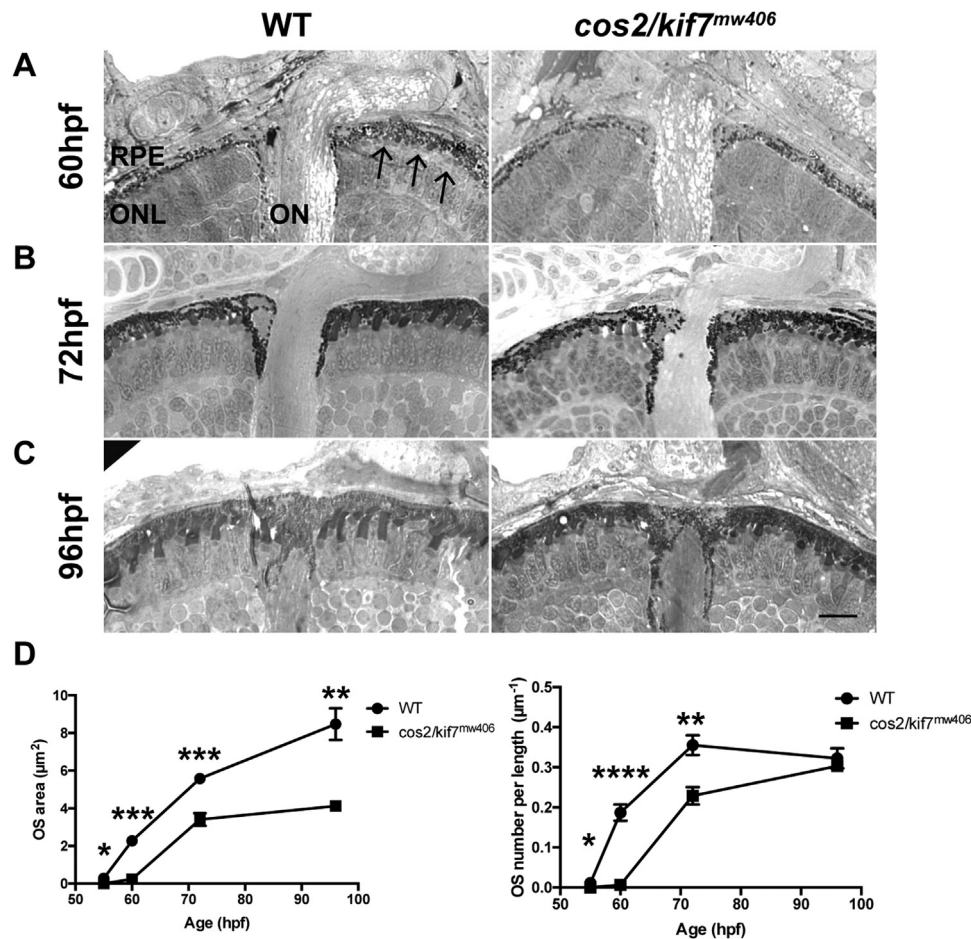 WT cos2/kif7mw406
A
60hpf
RPE
ONL
ON
B
72hpf
C
96hpf
D
OS area (µm²)
10
8
6
4
2
0
50 60 70 80 90 100
Age (hpf)
* *** *** **
WT
cos2/kif7mw406
OS number per length (µm⁻¹)
0.5
0.4
0.3
0.2
0.1
0.0
50 60 70 80 90 100
Age (hpf)
* **** **
WT
cos2/kif7mw406